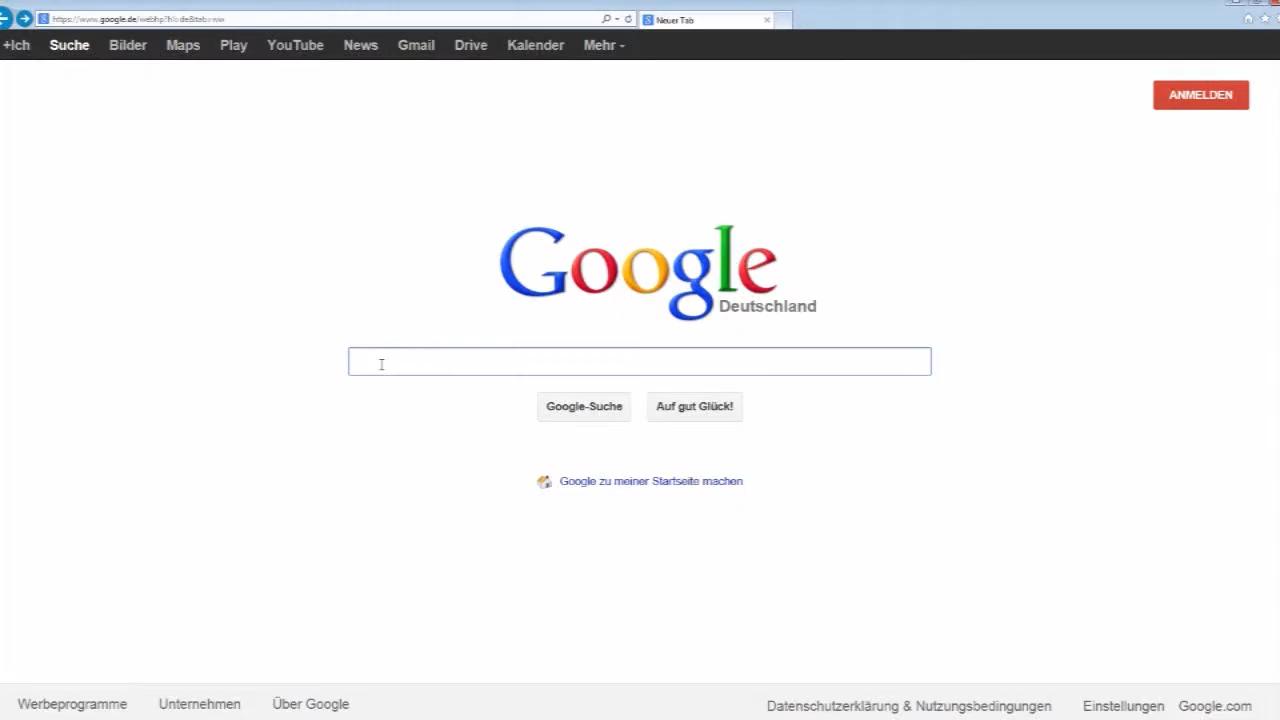 Neuer Tab
+Ich Suche Bilder Maps Play YouTube News Gmail Drive Kalender Mehr
ANMELDEN
Google
Deutschland
Google-Suche Auf gut Glück!
Google zu meiner Startseite machen
Werbeprogramme Unternehmen Über Google Datenschutzerklärung & Nutzungsbedingungen Einstellungen Google.com